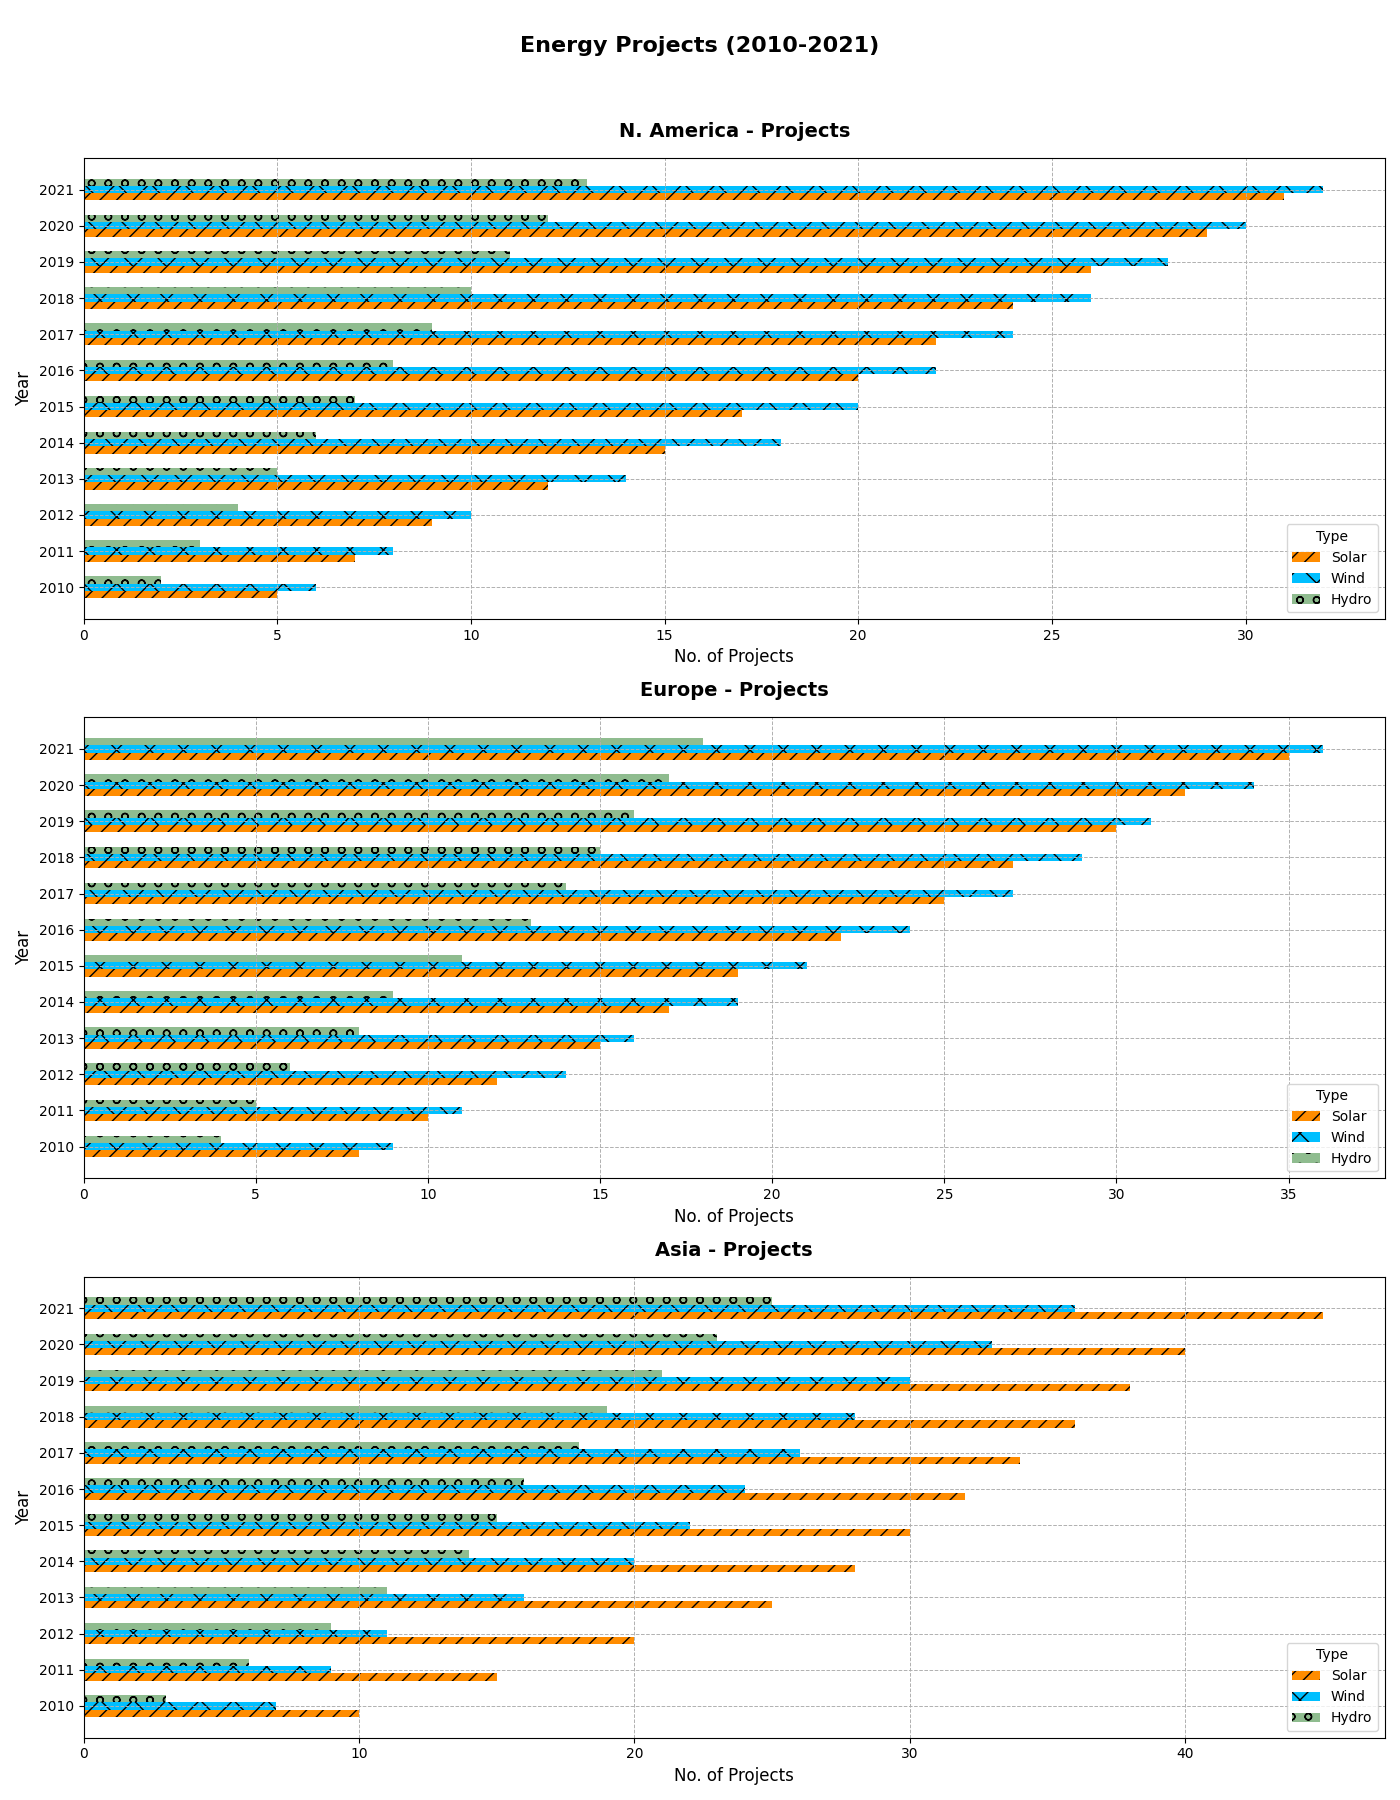 Energy Projects (2010-2021)
N. America - Projects
Year
2021
2020
2019
2018
2017
2016
2015
2014
2013
2012
2011
2010
Type
Solar
Wind
Hydro
0 5 10 15 20 25 30
No. of Projects
Europe - Projects
Year
2021
2020
2019
2018
2017
2016
2015
2014
2013
2012
2011
2010
Type
Solar
Wind
Hydro
0 5 10 15 20 25 30 35
No. of Projects
Asia - Projects
Year
2021
2020
2019
2018
2017
2016
2015
2014
2013
2012
2011
2010
Type
Solar
Wind
Hydro
0 10 20 30 40
No. of Projects